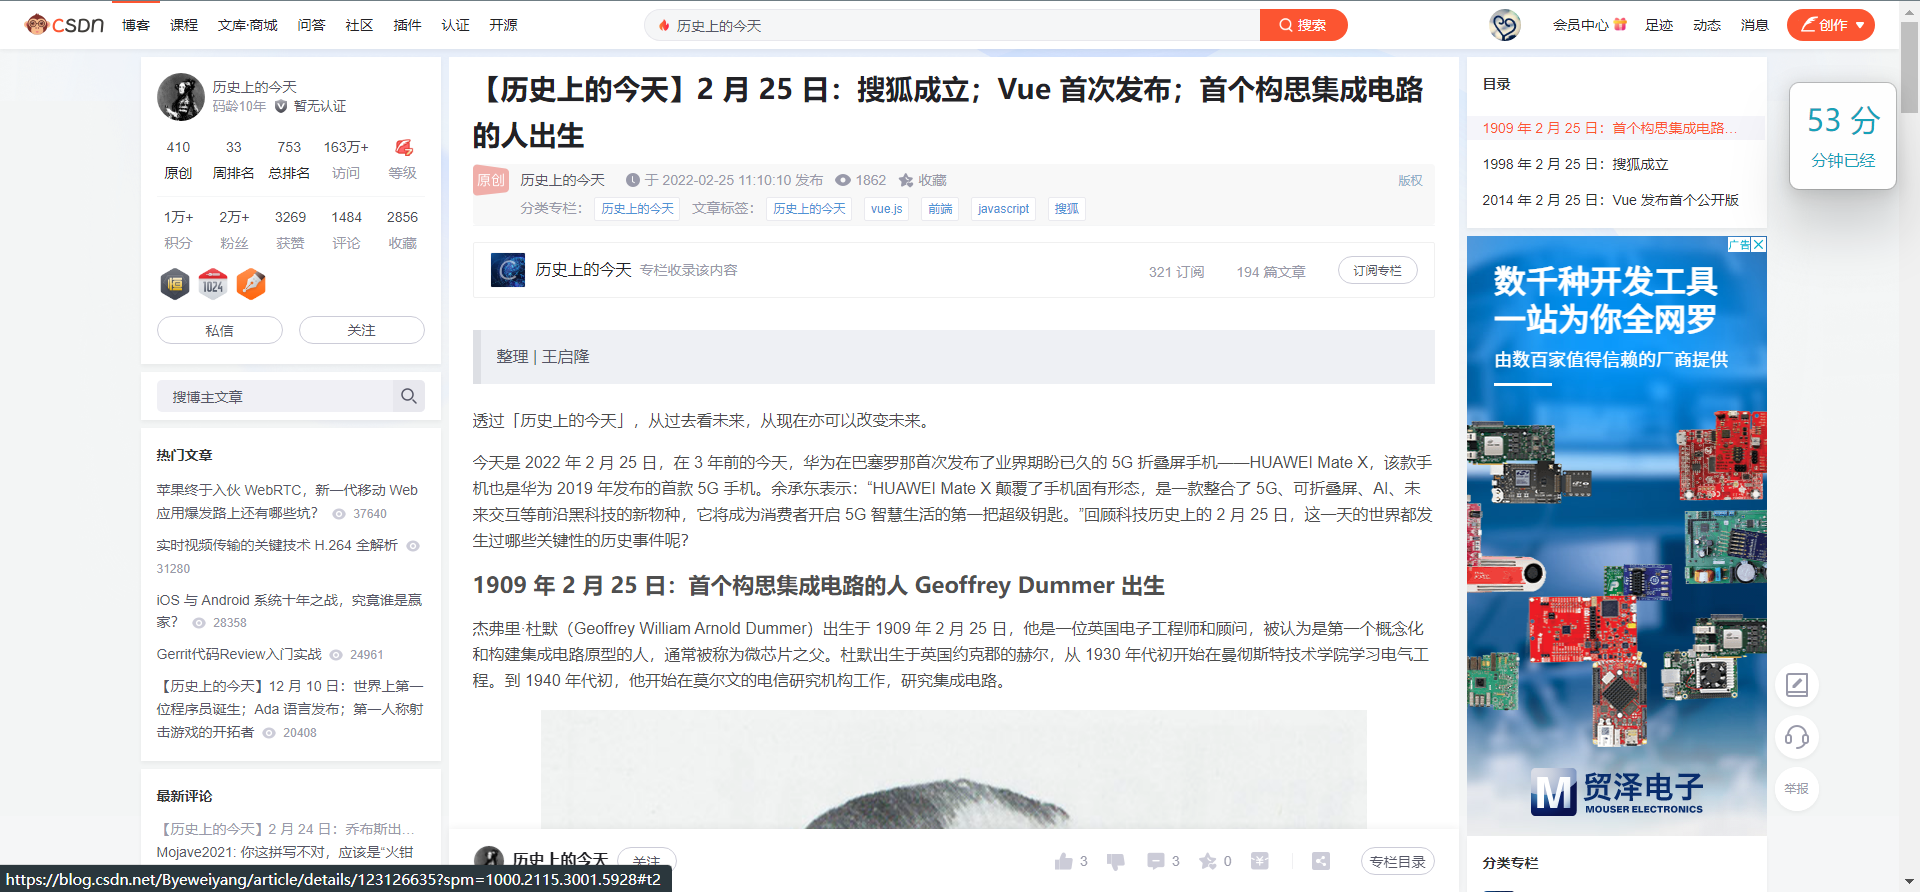 CSDN 博客 课程 文库·商城 问答 社区 插件 认证 开源 历史上的今天 搜索 会员中心 足迹 动态 消息 创作
历史上的今天
码龄10年 暂无认证
410 33 753 163万+
原创 周排名 总排名 访问 等级
1万+ 2万+ 3269 1484 2856
积分 粉丝 获赞 评论 收藏
1024
私信 关注
搜博主文章
热门文章
苹果终于入伙 WebRTC，新一代移动 Web
应用爆发路上还有哪些坑？ 37640
实时视频传输的关键技术 H.264 全解析
31280
iOS 与 Android 系统十年之战，究竟谁是赢
家？ 28358
Gerrit代码Review入门实战 24961
【历史上的今天】12 月 10 日：世界上第一
位程序员诞生；Ada 语言发布；第一人称射
击游戏的开拓者 20408
最新评论
【历史上的今天】2 月 24 日：乔布斯出...
Mojave2021: 你这拼写不对，应该是“火钳
https://blog.csdn.net/Byeweiyang/article/details/123126635?spm=1000.2115.3001.5928#t2
【历史上的今天】2 月 25 日：搜狐成立；Vue 首次发布；首个构思集成电路
的人出生
原创 历史上的今天 于 2022-02-25 11:10:10 发布 1862 收藏 版权
分类专栏： 历史上的今天 文章标签： 历史上的今天 vue.js 前端 javascript 搜狐
历史上的今天 专栏收录该内容 321 订阅 194 篇文章 订阅专栏
整理 | 王启隆
透过「历史上的今天」，从过去看未来，从现在亦可以改变未来。
今天是 2022 年 2 月 25 日，在 3 年前的今天，华为在巴塞罗那首次发布了业界期盼已久的 5G 折叠屏手机——HUAWEI Mate X，该款手
机也是华为 2019 年发布的首款 5G 手机。余承东表示：“HUAWEI Mate X 颠覆了手机固有形态，是一款整合了 5G、可折叠屏、AI、未
来交互等前沿黑科技的新物种，它将成为消费者开启 5G 智慧生活的第一把超级钥匙。”回顾科技历史上的 2 月 25 日，这一天的世界都发
生过哪些关键性的历史事件呢？
1909 年 2 月 25 日：首个构思集成电路的人 Geoffrey Dummer 出生
杰弗里·杜默（Geoffrey William Arnold Dummer）出生于 1909 年 2 月 25 日，他是一位英国电子工程师和顾问，被认为是第一个概念化
和构建集成电路原型的人，通常被称为微芯片之父。杜默出生于英国约克郡的赫尔，从 1930 年代初开始在曼彻斯特技术学院学习电气工
程。到 1940 年代初，他开始在莫尔文的电信研究机构工作，研究集成电路。
历史上的今天 关注 3 3 0 专栏目录
目录
1909 年 2 月 25 日：首个构思集成电路...
1998 年 2 月 25 日：搜狐成立
2014 年 2 月 25 日：Vue 发布首个公开版
广告
数千种开发工具
一站为你全网罗
由数百家值得信赖的厂商提供
M 贸泽电子
MOUSER ELECTRONICS
分类专栏
53 分
分钟已经
举报